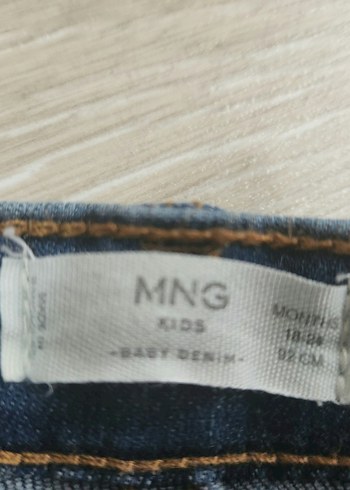 MNG
KIDS
-BABY DENIM-
MONTHS
18-24
92 CM